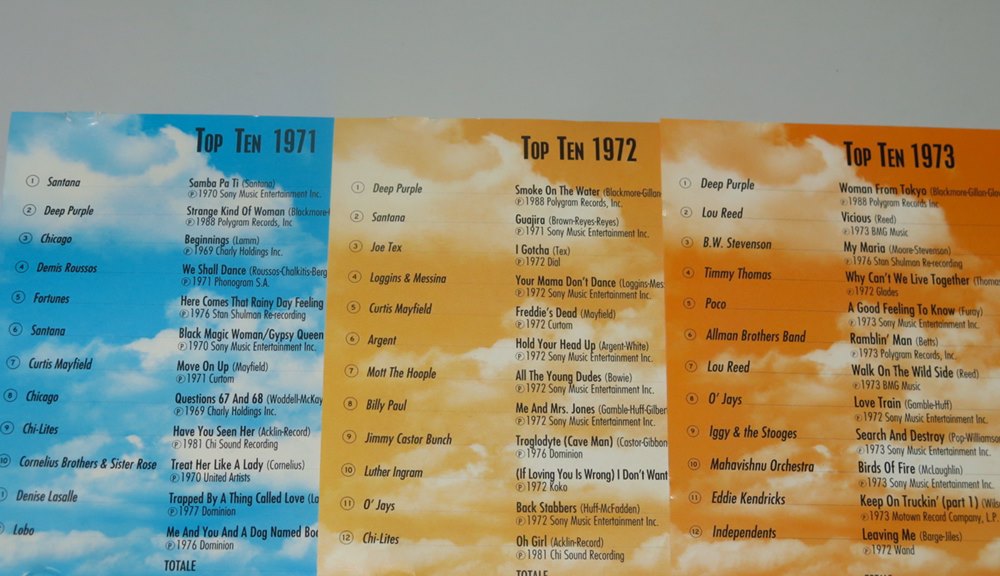 TOP TEN 1971
1 Santana Samba Pa Ti (Santana)
℗ 1970 Sony Music Entertainment Inc.
2 Deep Purple Strange Kind Of Woman (Blackmore-
℗ 1988 Polygram Records, Inc
3 Chicago Beginnings (Lamm)
℗ 1969 Charly Holdings Inc.
4 Demis Roussos We Shall Dance (Roussos-Chalkitis-Berg
℗ 1971 Phonogram S.A.
5 Fortunes Here Comes That Rainy Day Feeling
℗ 1976 Stan Shulman Re-recording
6 Santana Black Magic Woman/Gypsy Queen
℗ 1970 Sony Music Entertainment Inc.
7 Curtis Mayfield Move On Up (Mayfield)
℗ 1971 Curtom
8 Chicago Questions 67 And 68 (Woddell-McKay
℗ 1969 Charly Holdings Inc.
9 Chi-Lites Have You Seen Her (Acklin-Record)
℗ 1981 Chi Sound Recording
10 Cornelius Brothers & Sister Rose Treat Her Like A Lady (Cornelius)
℗ 1970 United Artists
Denise Lasalle Trapped By A Thing Called Love (La
℗ 1977 Dominion
Lobo Me And You And A Dog Named Boo
℗ 1976 Dominion
TOTALE
TOP TEN 1972
1 Deep Purple Smoke On The Water (Blackmore-Gillan-
℗ 1988 Polygram Records Inc.
2 Santana Guajira (Brown-Reyes-Reyes)
℗ 1971 Sony Music Entertainment Inc.
3 Joe Tex I Gotcha (Tex)
℗ 1972 Dial
4 Loggins & Messina Your Mama Don't Dance (Loggins-Mes
℗ 1972 Sony Music Entertainment Inc.
5 Curtis Mayfield Freddie's Dead (Mayfield)
℗ 1972 Curtom
6 Argent Hold Your Head Up (Argent-White)
℗ 1972 Sony Music Entertainment Inc.
7 Mott The Hoople All The Young Dudes (Bowie)
℗ 1972 Sony Music Entertainment Inc.
8 Billy Paul Me And Mrs. Jones (Gamble-Huff-Gilber
℗ 1972 Sony Music Entertainment Inc.
9 Jimmy Castor Bunch Troglodyte (Cave Man) (Castor-Gibbon
℗ 1976 Dominion
10 Luther Ingram (If Loving You Is Wrong) I Don't Want
℗ 1972 Koko
11 O' Jays Back Stabbers (Huff-McFadden)
℗ 1972 Sony Music Entertainment Inc.
12 Chi-Lites Oh Girl (Acklin-Record)
℗ 1981 Chi Sound Recording
TOTALE
TOP TEN 1973
1 Deep Purple Woman From Tokyo (Blackmore-Gillan-Glo
℗ 1988 Polygram Records Inc
2 Lou Reed Vicious (Reed)
℗ 1973 BMG Music
3 B.W. Stevenson My Maria (Moore-Stevenson)
℗ 1976 Stan Shulman Re-recording
4 Timmy Thomas Why Can't We Live Together (Thomas
℗ 1972 Glades
5 Poco A Good Feeling To Know (Furay)
℗ 1973 Sony Music Entertainment Inc.
6 Allman Brothers Band Ramblin' Man (Betts)
℗ 1973 Polygram Records, Inc.
7 Lou Reed Walk On The Wild Side (Reed)
℗ 1973 BMG Music
8 O' Jays Love Train (Gamble-Huff)
℗ 1972 Sony Music Entertainment Inc.
9 Iggy & the Stooges Search And Destroy (Pop-Williamson
℗ 1973 Sony Music Entertainment Inc.
10 Mahavishnu Orchestra Birds Of Fire (McLaughlin)
℗ 1973 Sony Music Entertainment Inc.
11 Eddie Kendricks Keep On Truckin' (part 1) (Wils
℗ 1973 Motown Record Company, L.P.
12 Independents Leaving Me (Barge-Jiles)
℗ 1972 Wand